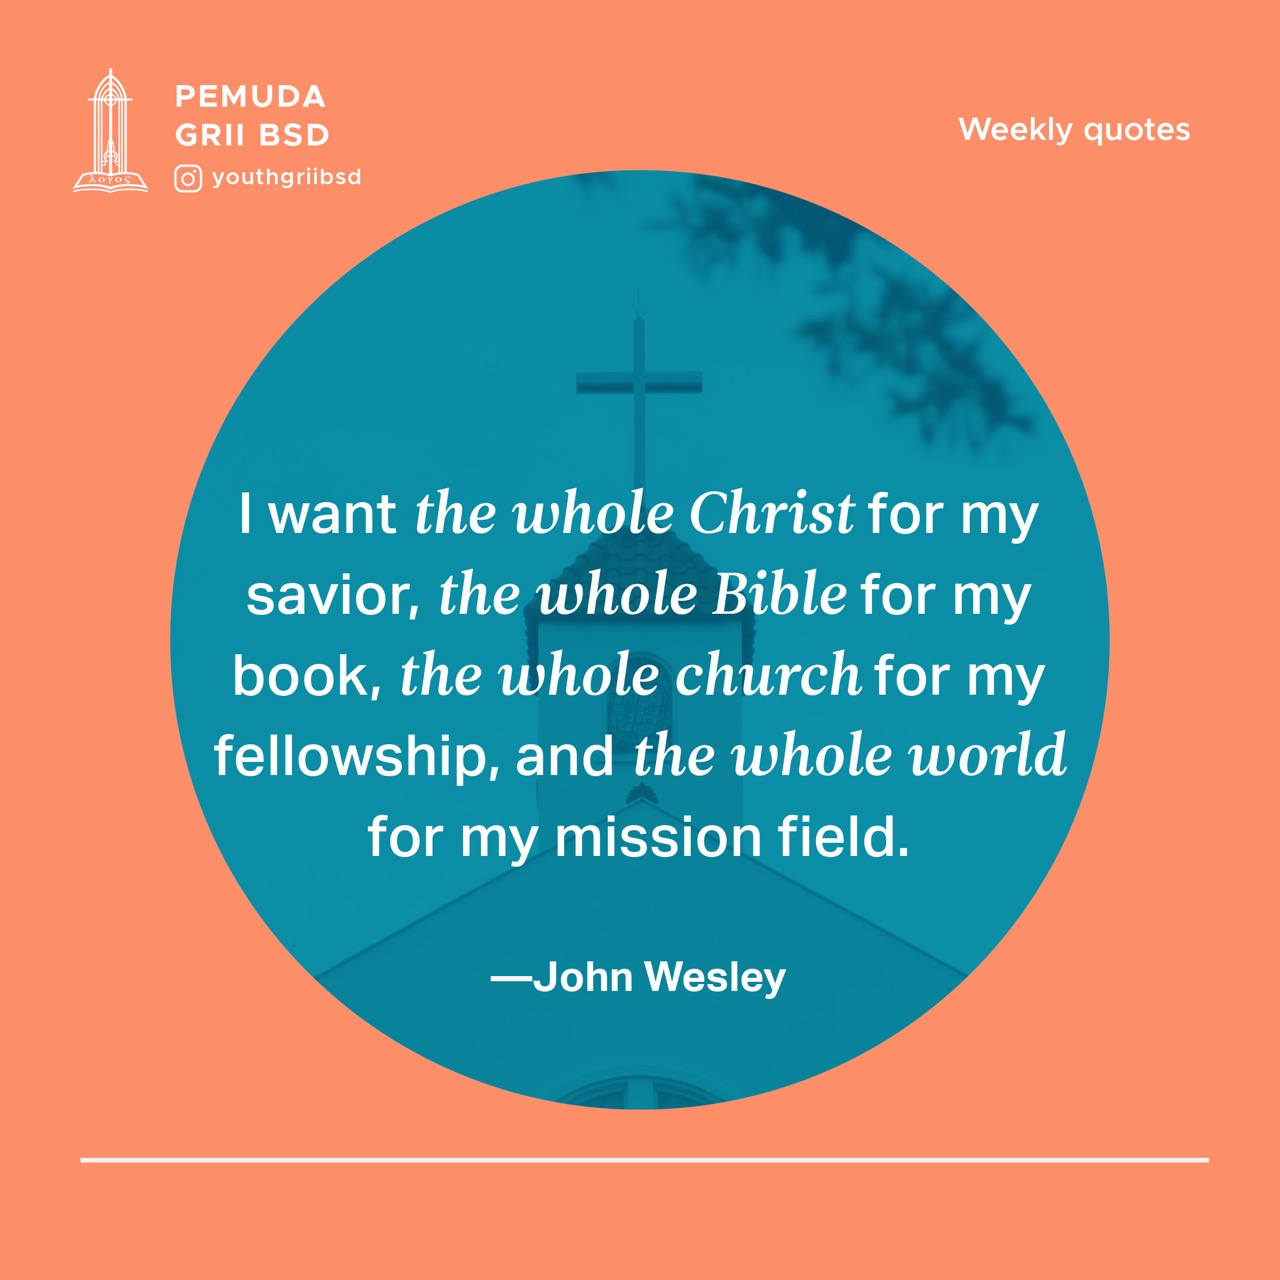 PEMUDA
GRII BSD
youthgriibsd
λογος
Weekly quotes
I want the whole Christ for my
savior, the whole Bible for my
book, the whole church for my
fellowship, and the whole world
for my mission field.
—John Wesley